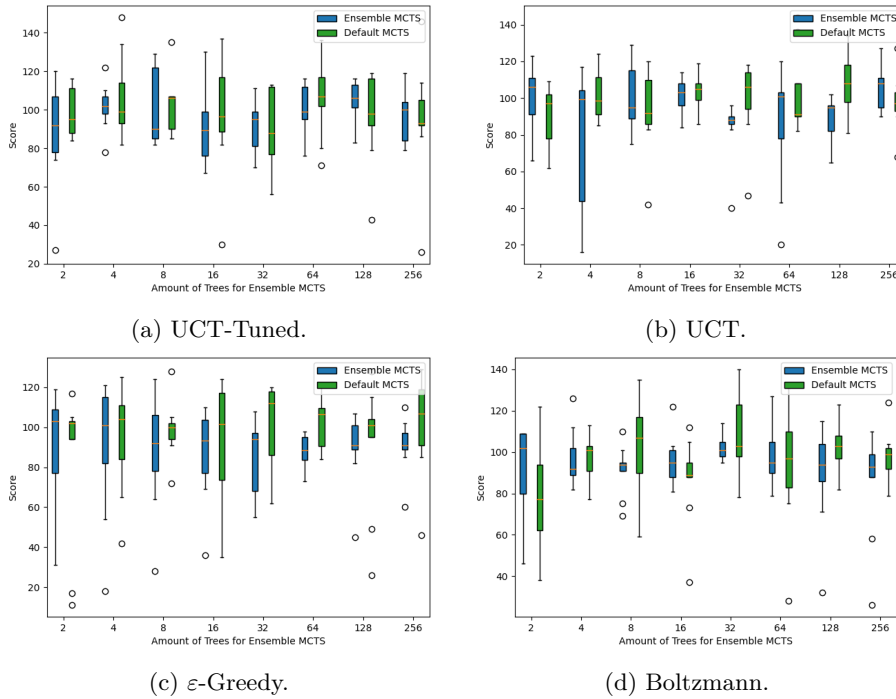 Ensemble MCTS
Default MCTS
140
120
100
80
60
40
20
Score
2 4 8 16 32 64 128 256
Amount of Trees for Ensemble MCTS
(a) UCT-Tuned.
Ensemble MCTS
Default MCTS
140
120
100
80
60
40
20
Score
2 4 8 16 32 64 128 256
Amount of Trees for Ensemble MCTS
(b) UCT.
Ensemble MCTS
Default MCTS
120
100
80
60
40
20
Score
2 4 8 16 32 64 128 256
Amount of Trees for Ensemble MCTS
(c) ε-Greedy.
Ensemble MCTS
Default MCTS
140
120
100
80
60
40
Score
2 4 8 16 32 64 128 256
Amount of Trees for Ensemble MCTS
(d) Boltzmann.